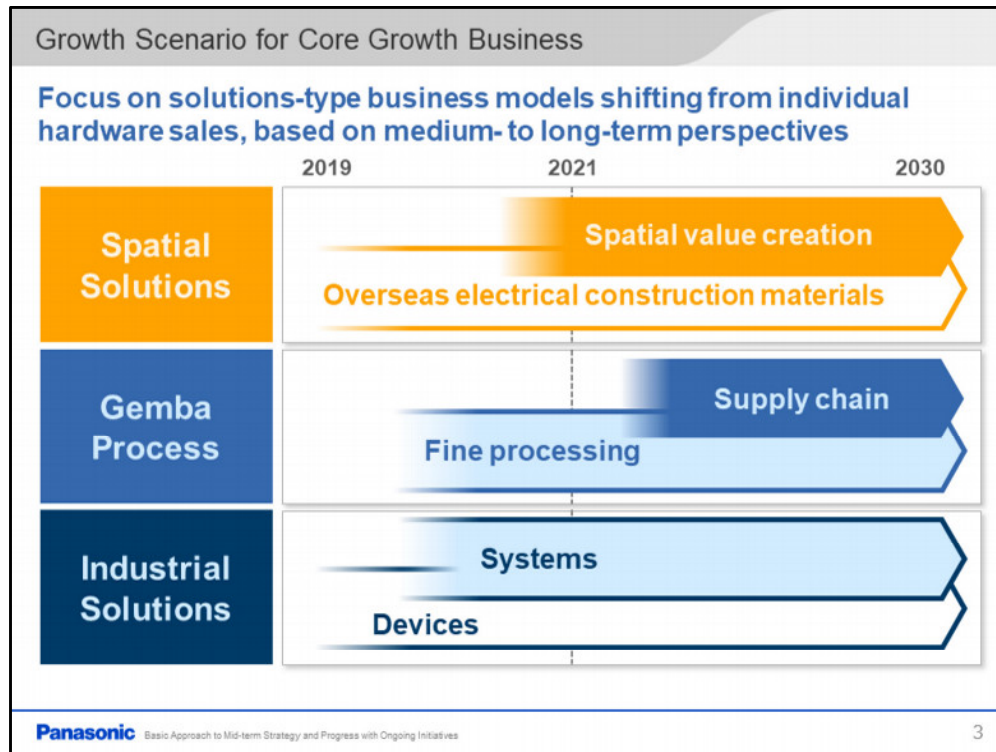 Growth Scenario for Core Growth Business
Focus on solutions-type business models shifting from individual
hardware sales, based on medium- to long-term perspectives
2019 2021 2030
Spatial
Solutions
Spatial value creation
Overseas electrical construction materials
Gemba
Process
Supply chain
Fine processing
Industrial
Solutions
Systems
Devices
Panasonic Basic Approach to Mid-term Strategy and Progress with Ongoing Initiatives 3